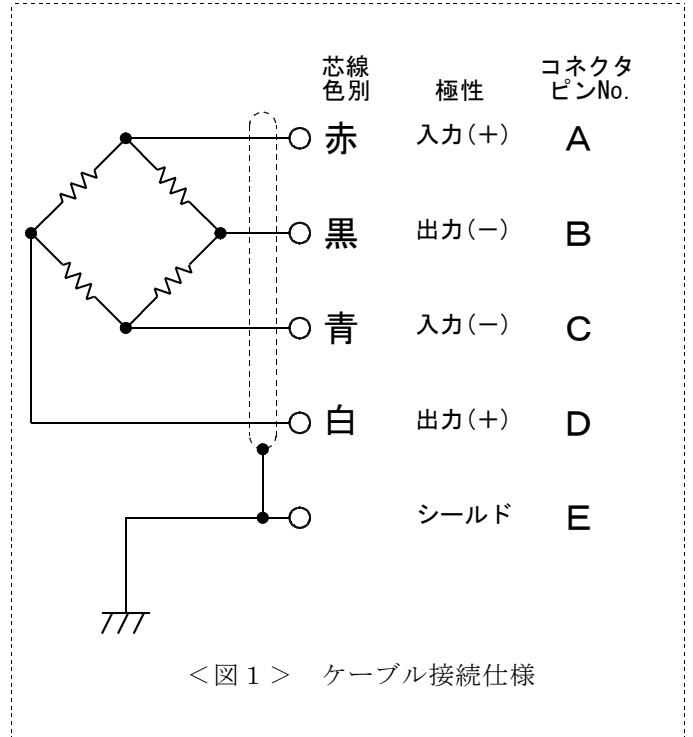 芯線 コネクタ
色別 極性 ピンNo.
赤 入力(＋) A
黒 出力(－) B
青 入力(－) C
白 出力(＋) D
シールド E
＜図１＞ ケーブル接続仕様